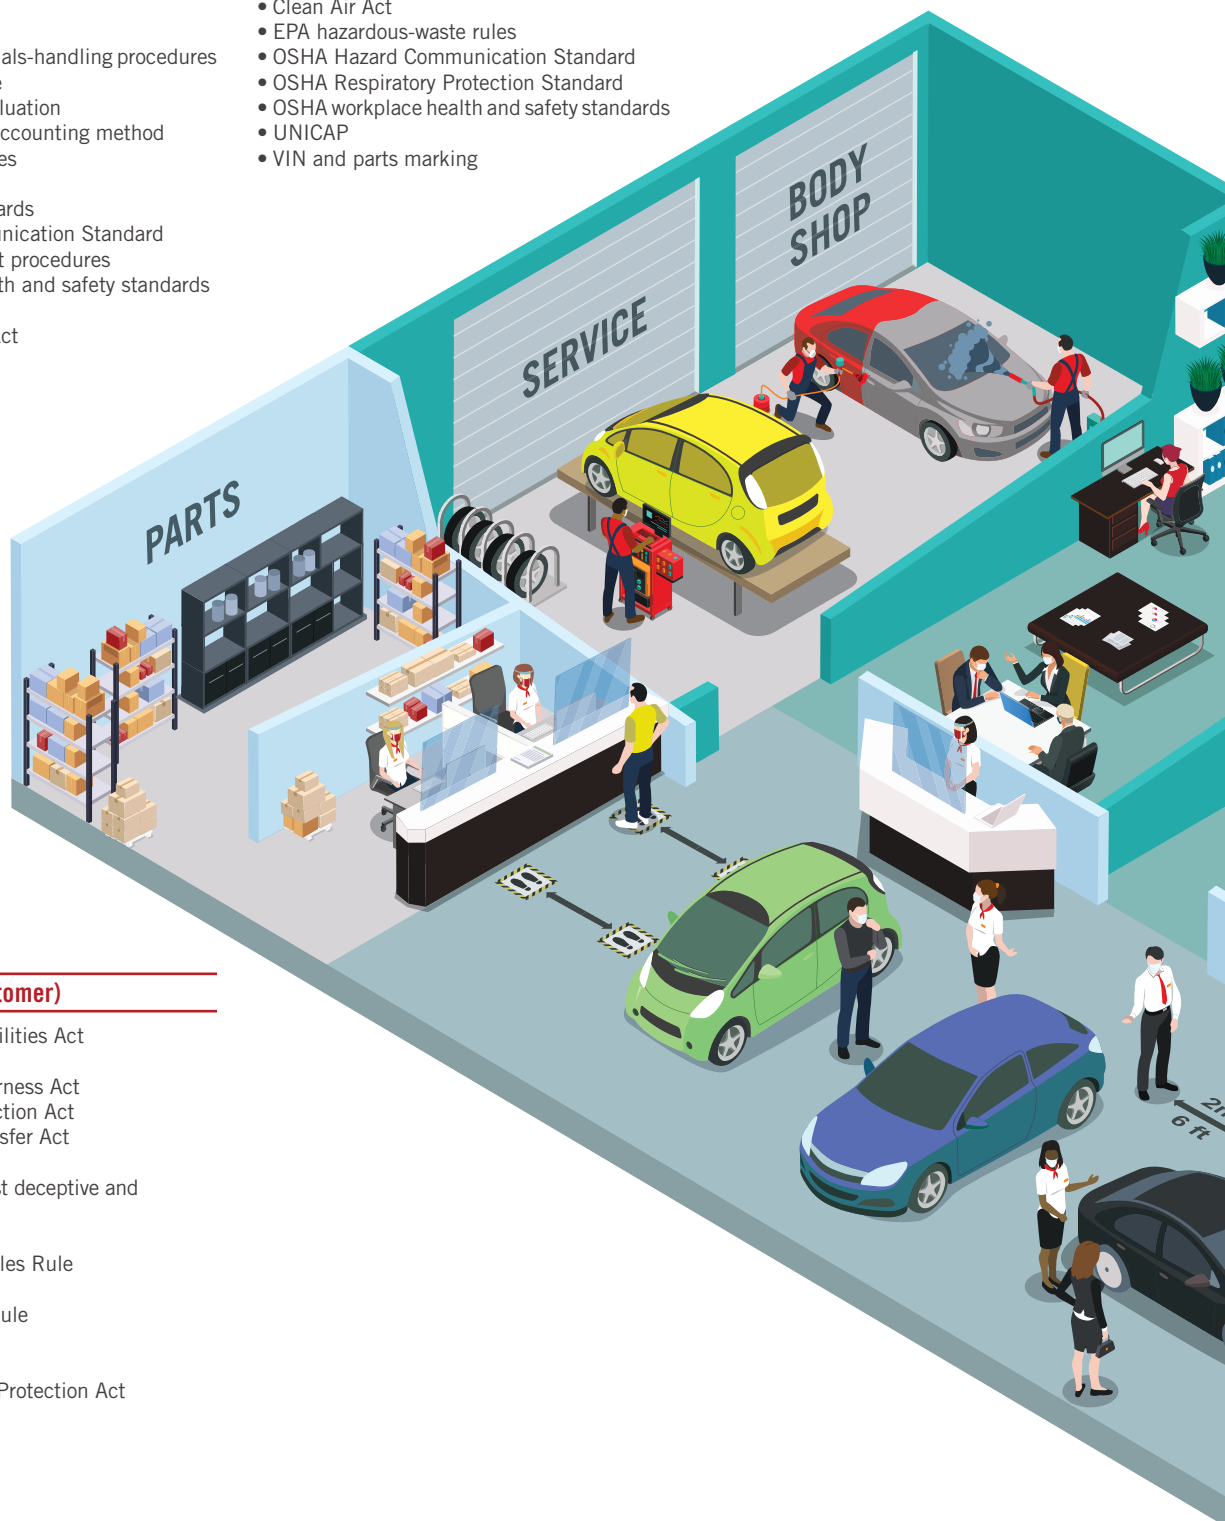 als-handling procedures
e
luation
ccounting method
es
ards
unication Standard
t procedures
th and safety standards
Act
• Clean Air Act
• EPA hazardous-waste rules
• OSHA Hazard Communication Standard
• OSHA Respiratory Protection Standard
• OSHA workplace health and safety standards
• UNICAP
• VIN and parts marking
BODY
SHOP
SERVICE
PARTS
tomer)
ilities Act
rness Act
ction Act
sfer Act
st deceptive and
les Rule
ule
Protection Act
6 ft